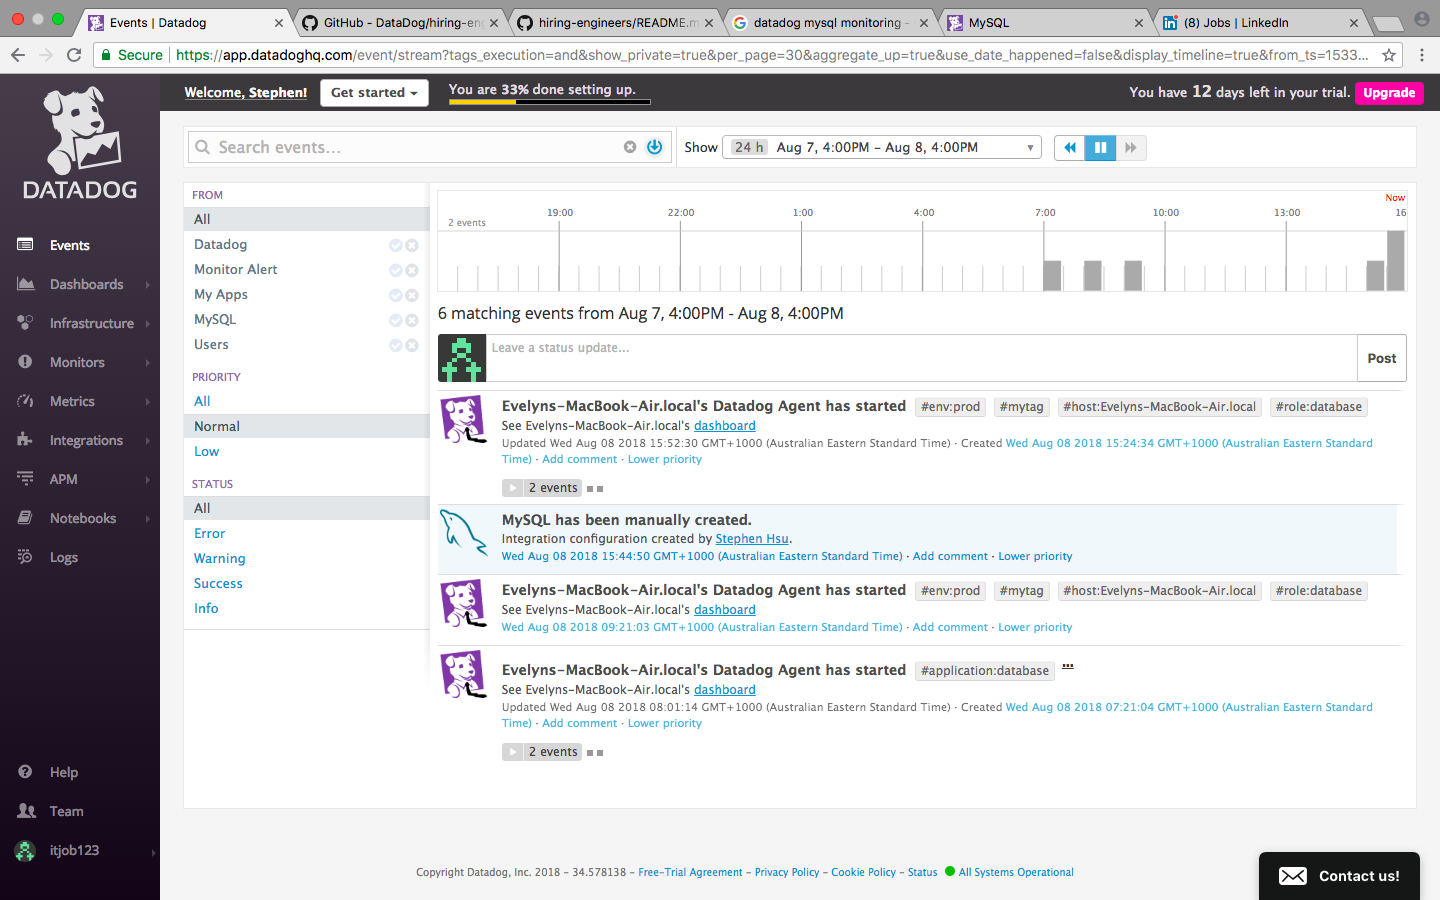 Events | Datadog
GitHub - DataDog/hiring-eng
hiring-engineers/README.m
datadog mysql monitoring -
MySQL
(8) Jobs | LinkedIn
Secure
https://app.datadoghq.com/event/stream?tags_execution=and&show_private=true&per_page=30&aggregate_up=true&use_date_happened=false&display_timeline=true&from_ts=1533...
DATADOG
Welcome, Stephen!
Get started
You are 33% done setting up.
You have 12 days left in your trial.
Upgrade
Events
Dashboards
Infrastructure
Monitors
Metrics
Integrations
APM
Notebooks
Logs
Help
Team
itjob123
Search events...
Show
24 h
Aug 7, 4:00PM - Aug 8, 4:00PM
FROM
All
Datadog
Monitor Alert
My Apps
MySQL
Users
PRIORITY
All
Normal
Low
STATUS
All
Error
Warning
Success
Info
Now
19:00 22:00 1:00 4:00 7:00 10:00 13:00 16
2 events
6 matching events from Aug 7, 4:00PM - Aug 8, 4:00PM
Leave a status update...
Post
Evelyns-MacBook-Air.local's Datadog Agent has started #env:prod #mytag #host:Evelyns-MacBook-Air.local #role:database
See Evelyns-MacBook-Air.local's dashboard
Updated Wed Aug 08 2018 15:52:30 GMT+1000 (Australian Eastern Standard Time) · Created Wed Aug 08 2018 15:24:34 GMT+1000 (Australian Eastern Standard
Time) · Add comment · Lower priority
2 events
MySQL has been manually created.
Integration configuration created by Stephen Hsu.
Wed Aug 08 2018 15:44:50 GMT+1000 (Australian Eastern Standard Time) · Add comment · Lower priority
Evelyns-MacBook-Air.local's Datadog Agent has started #env:prod #mytag #host:Evelyns-MacBook-Air.local #role:database
See Evelyns-MacBook-Air.local's dashboard
Wed Aug 08 2018 09:21:03 GMT+1000 (Australian Eastern Standard Time) · Add comment · Lower priority
Evelyns-MacBook-Air.local's Datadog Agent has started #application:database ...
See Evelyns-MacBook-Air.local's dashboard
Updated Wed Aug 08 2018 08:01:14 GMT+1000 (Australian Eastern Standard Time) · Created Wed Aug 08 2018 07:21:04 GMT+1000 (Australian Eastern Standard
Time) · Add comment · Lower priority
2 events
Copyright Datadog, Inc. 2018 - 34.578138 - Free-Trial Agreement - Privacy Policy - Cookie Policy - Status All Systems Operational
Contact us!